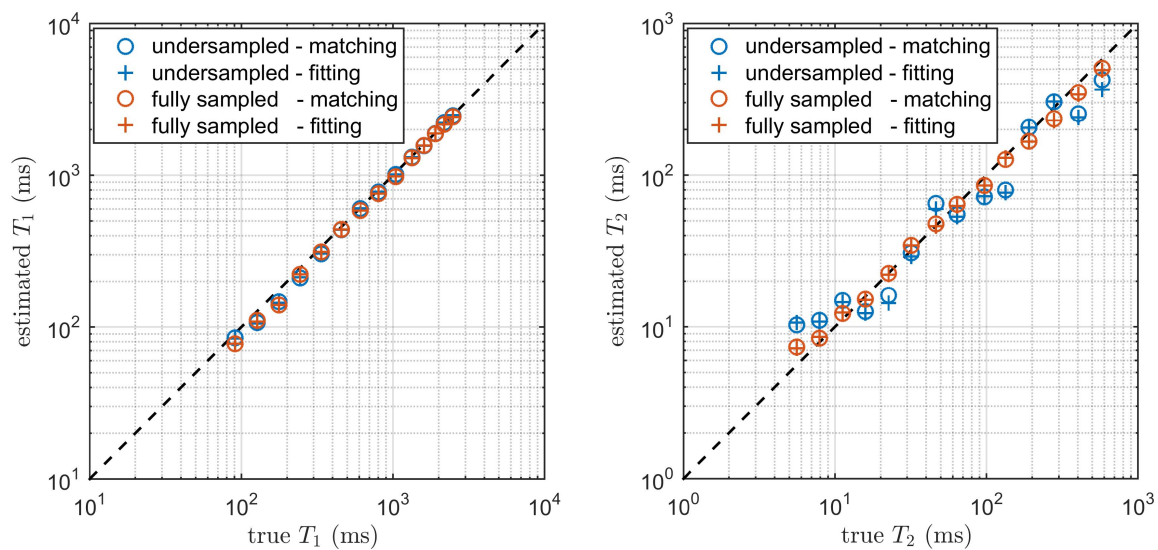 10^4
10^3
10^2
10^1
estimated T_1 (ms)
undersampled - matching
undersampled - fitting
fully sampled - matching
fully sampled - fitting
10^1 10^2 10^3 10^4
true T_1 (ms)
10^3
10^2
10^1
10^0
estimated T_2 (ms)
undersampled - matching
undersampled - fitting
fully sampled - matching
fully sampled - fitting
10^0 10^1 10^2 10^3
true T_2 (ms)